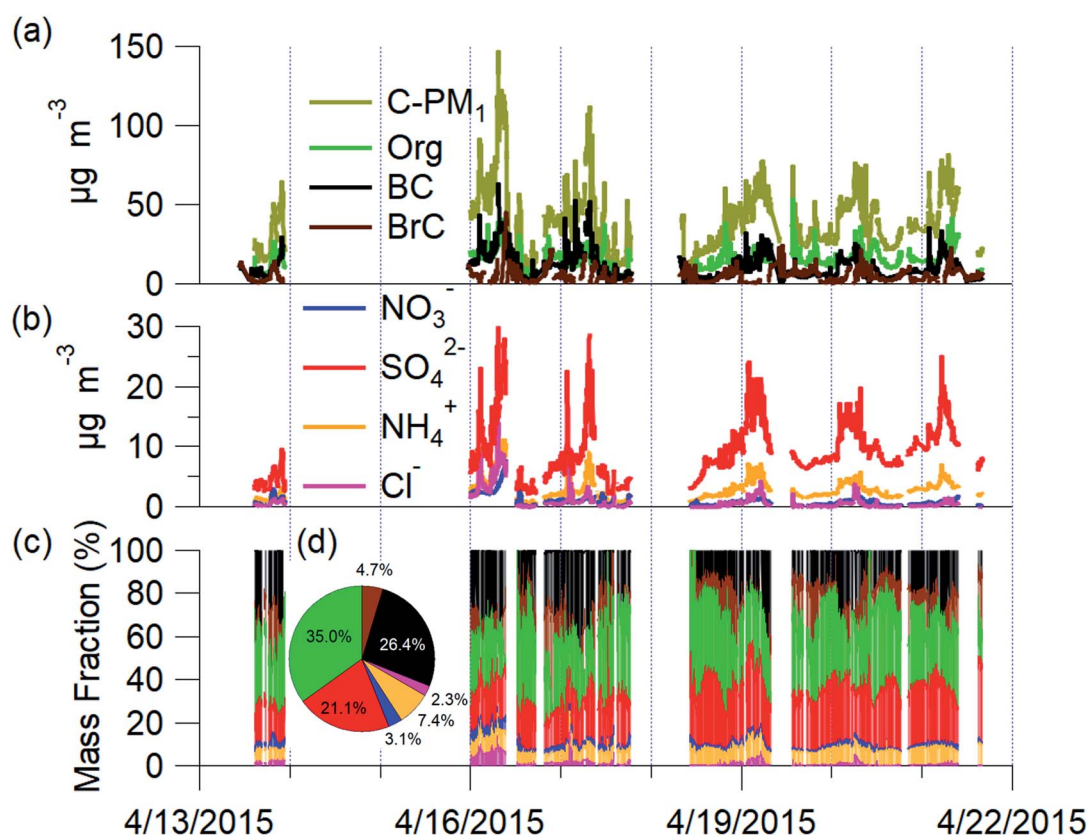 (a)
150
100
50
0
µg m⁻³
C-PM₁
Org
BC
BrC
(b)
30
20
10
0
µg m⁻³
NO₃⁻
SO₄²⁻
NH₄⁺
Cl⁻
(c)
100
80
60
40
20
0
Mass Fraction (%)
(d)
4.7%
26.4%
2.3%
7.4%
3.1%
21.1%
35.0%
4/13/2015
4/16/2015
4/19/2015
4/22/2015